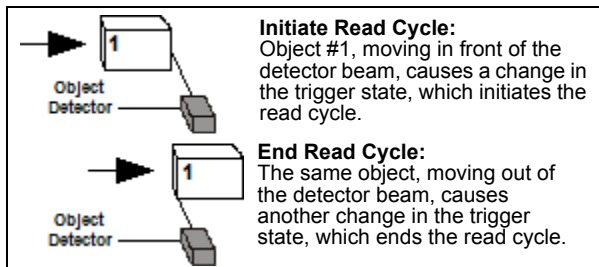 1
Object
Detector
Initiate Read Cycle:
Object #1, moving in front of the
detector beam, causes a change in
the trigger state, which initiates the
read cycle.
1
Object
Detector
End Read Cycle:
The same object, moving out of
the detector beam, causes
another change in the trigger
state, which ends the read cycle.